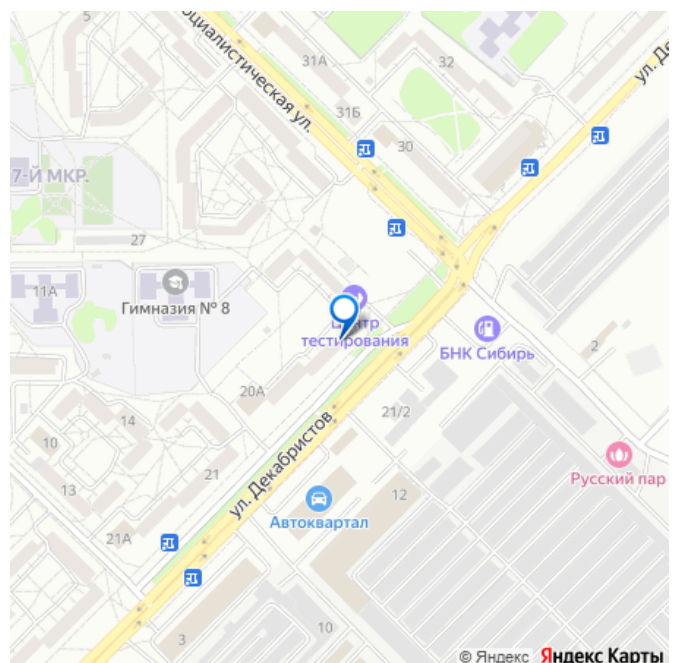 5
оциалистическая ул.
31А
32
ул. Де
31Б
30
7-Й МКР.
27
11А
Гимназия № 8
Центр
тестирования
БНК Сибирь
2
20А
21/2
14
10
ул. Декабристов
21
13
Русский пар
12
Автоквартал
21А
3
10
© Яндекс Яндекс Карты